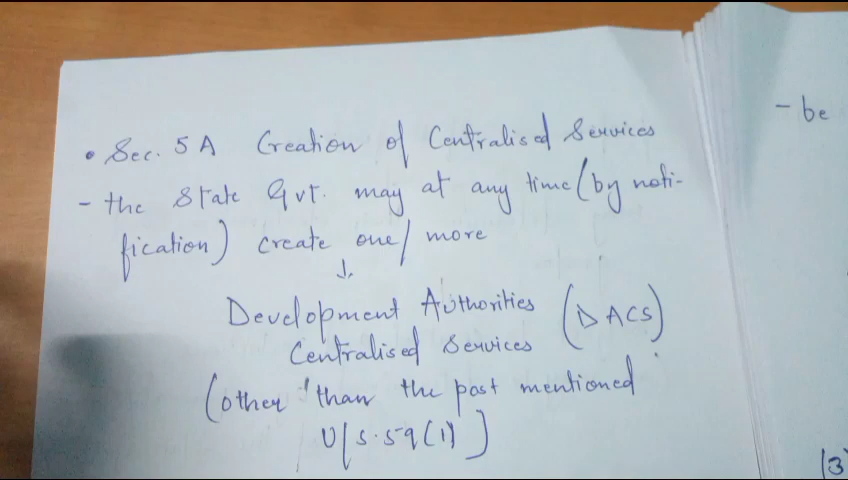 • Sec. 5A Creation of Centralised Services
- the State Gvt. may at any time (by noti-
fication) create one/more
↓
Development Authorities (DACS)
Centralised Services
(other than the post mentioned
U/S.59(1))
- be
(3)